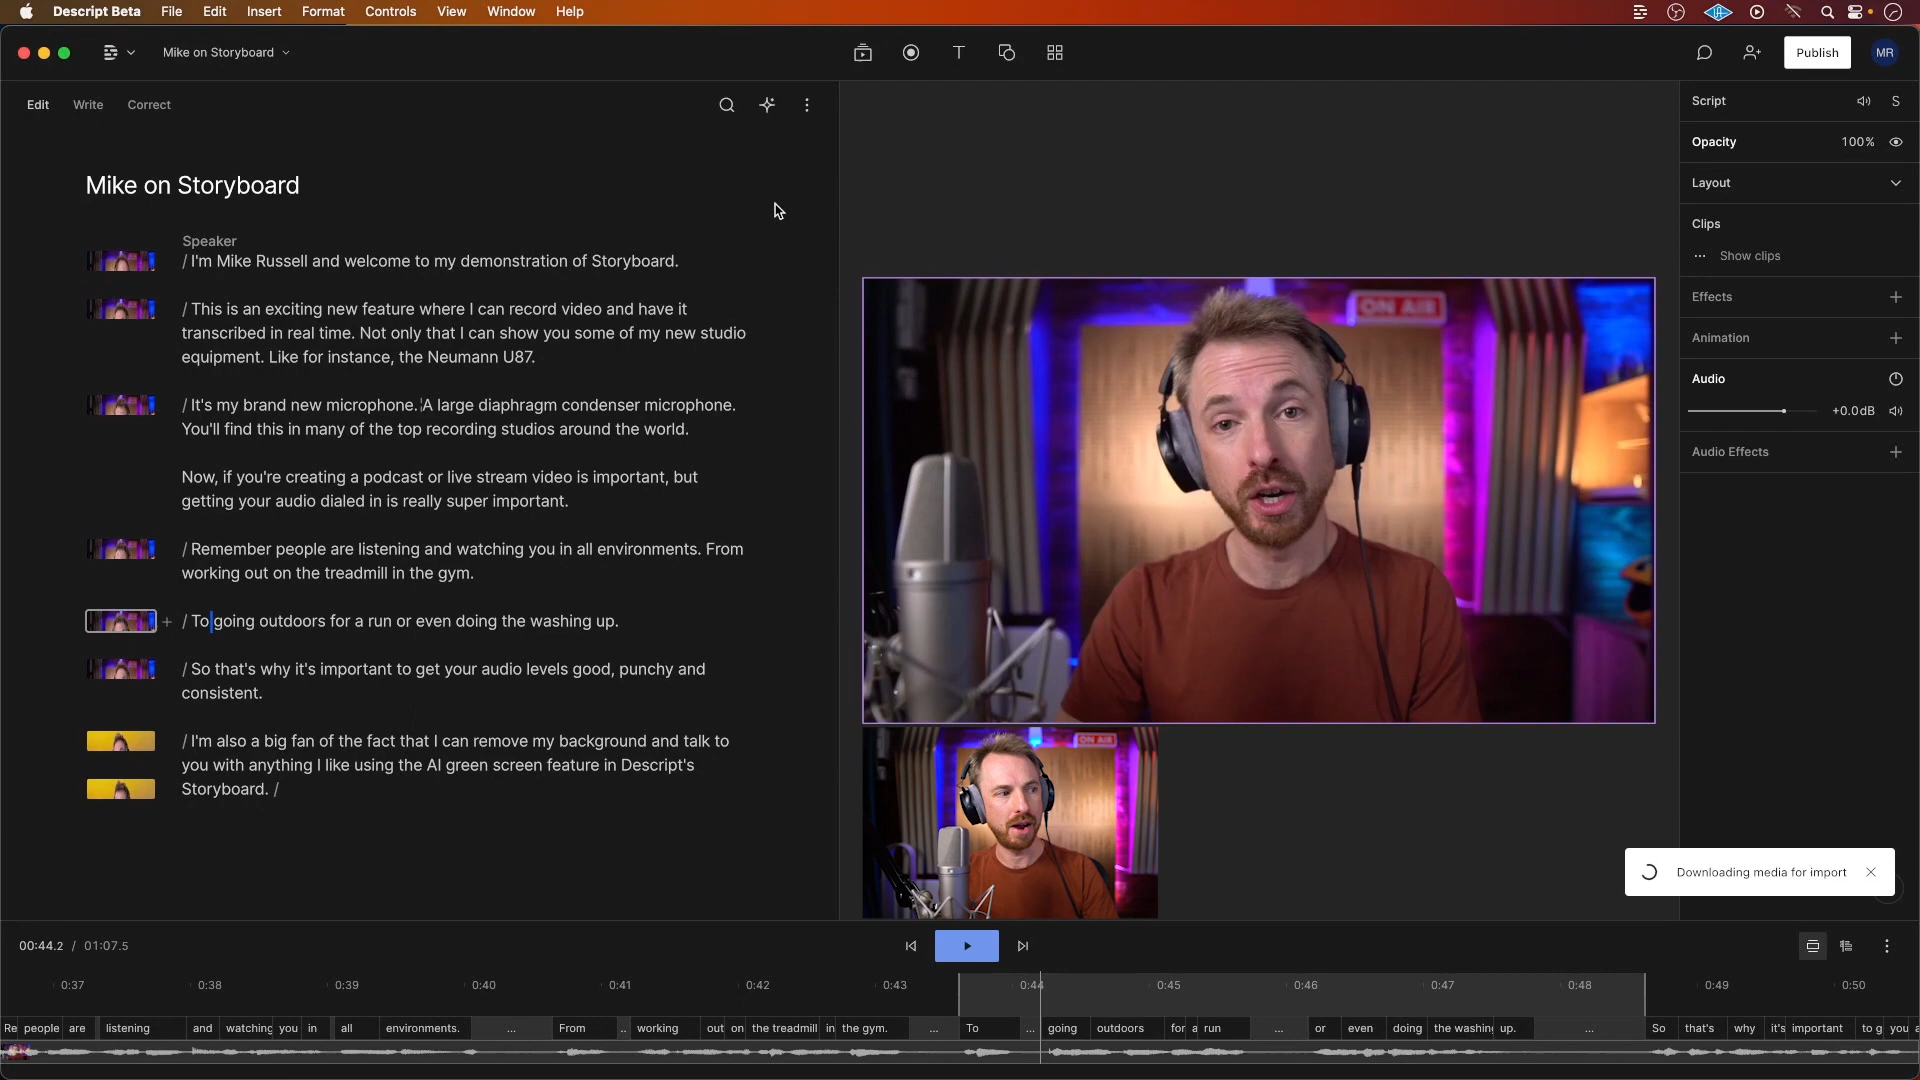 Descript Beta File Edit Insert Format Controls View Window Help
Mike on Storyboard
Publish
MR
Edit Write Correct
Mike on Storyboard
Speaker
/ I'm Mike Russell and welcome to my demonstration of Storyboard.
/ This is an exciting new feature where I can record video and have it
transcribed in real time. Not only that I can show you some of my new studio
equipment. Like for instance, the Neumann U87.
/ It's my brand new microphone. A large diaphragm condenser microphone.
You'll find this in many of the top recording studios around the world.
Now, if you're creating a podcast or live stream video is important, but
getting your audio dialed in is really super important.
/ Remember people are listening and watching you in all environments. From
working out on the treadmill in the gym.
/ To going outdoors for a run or even doing the washing up.
/ So that's why it's important to get your audio levels good, punchy and
consistent.
/ I'm also a big fan of the fact that I can remove my background and talk to
you with anything I like using the AI green screen feature in Descript's
Storyboard. /
ON AIR
ON AIR
Script S
Opacity 100%
Layout
Clips
... Show clips
Effects +
Animation +
Audio
+0.0dB
Audio Effects +
Downloading media for import
00:44.2 / 01:07.5
0:37 0:38 0:39 0:40 0:41 0:42 0:43 0:44 0:45 0:46 0:47 0:48 0:49 0:50
Re people are listening and watching you in all environments. ... From .. working out on the treadmill in the gym. ... To ... going outdoors for a run ... or even doing the washing up. ... So that's why it's important to g you